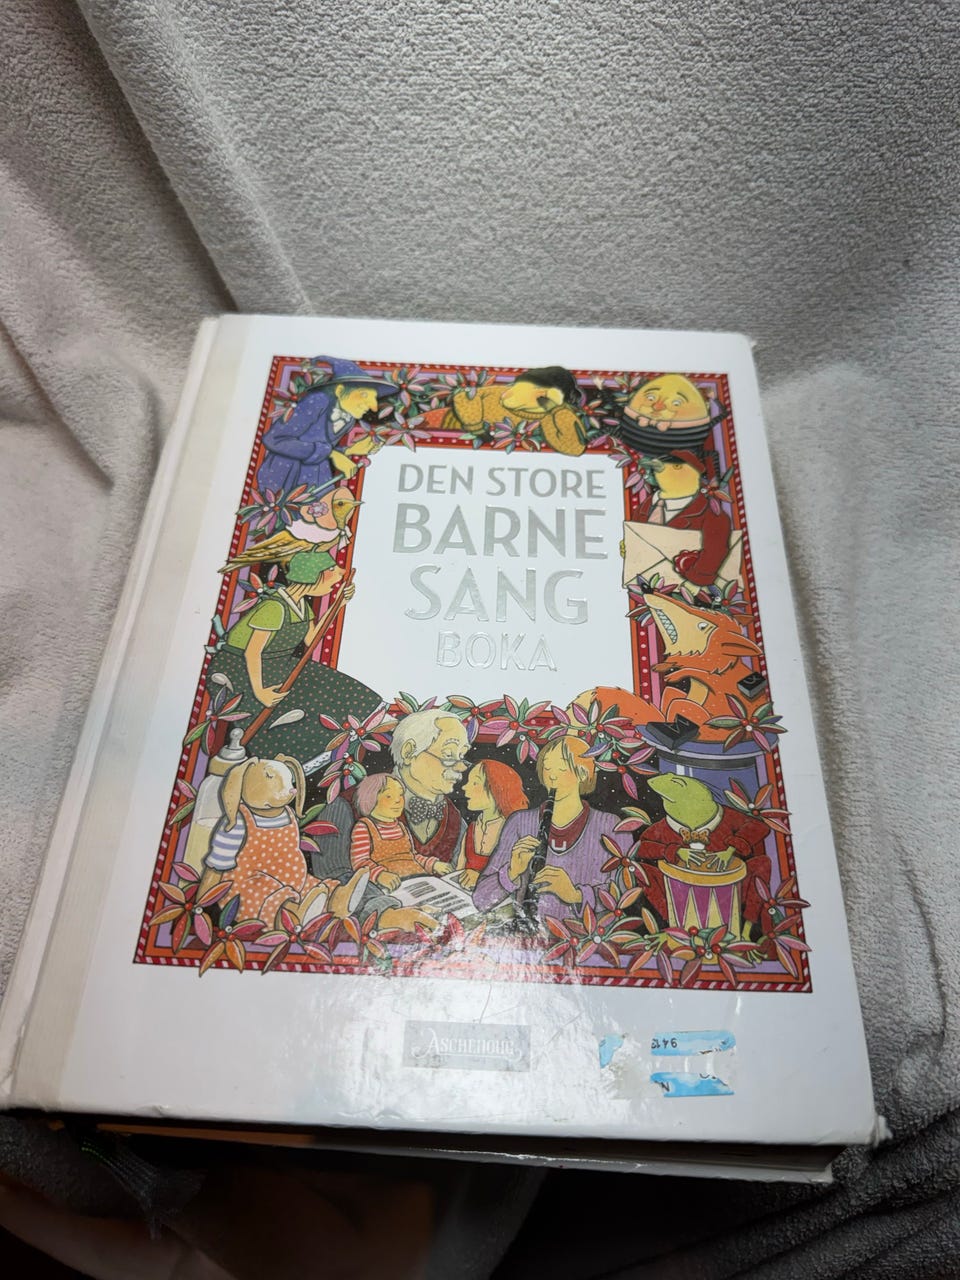 DEN STORE
BARNE
SANG
BOKA
ASCHEHOUG